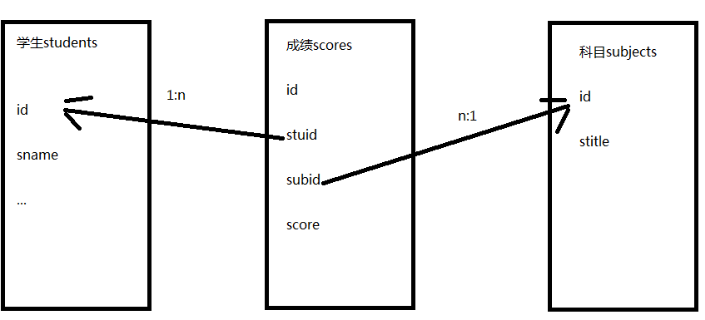 学生students
id
sname
...
1:n
成绩scores
id
stuid
subid
score
n:1
科目subjects
id
stitle